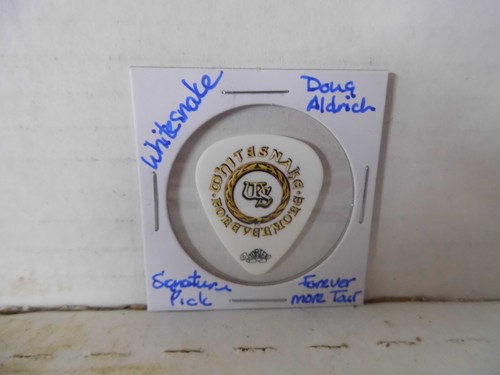 Whitesnake
Doug
Aldrich
WHITESNAKE
FOREVERMORE
Signature
Pick
Forever
more Tour